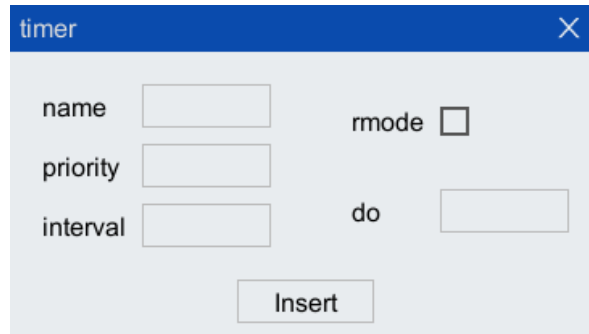 timer
name
rmode
priority
interval
do
Insert